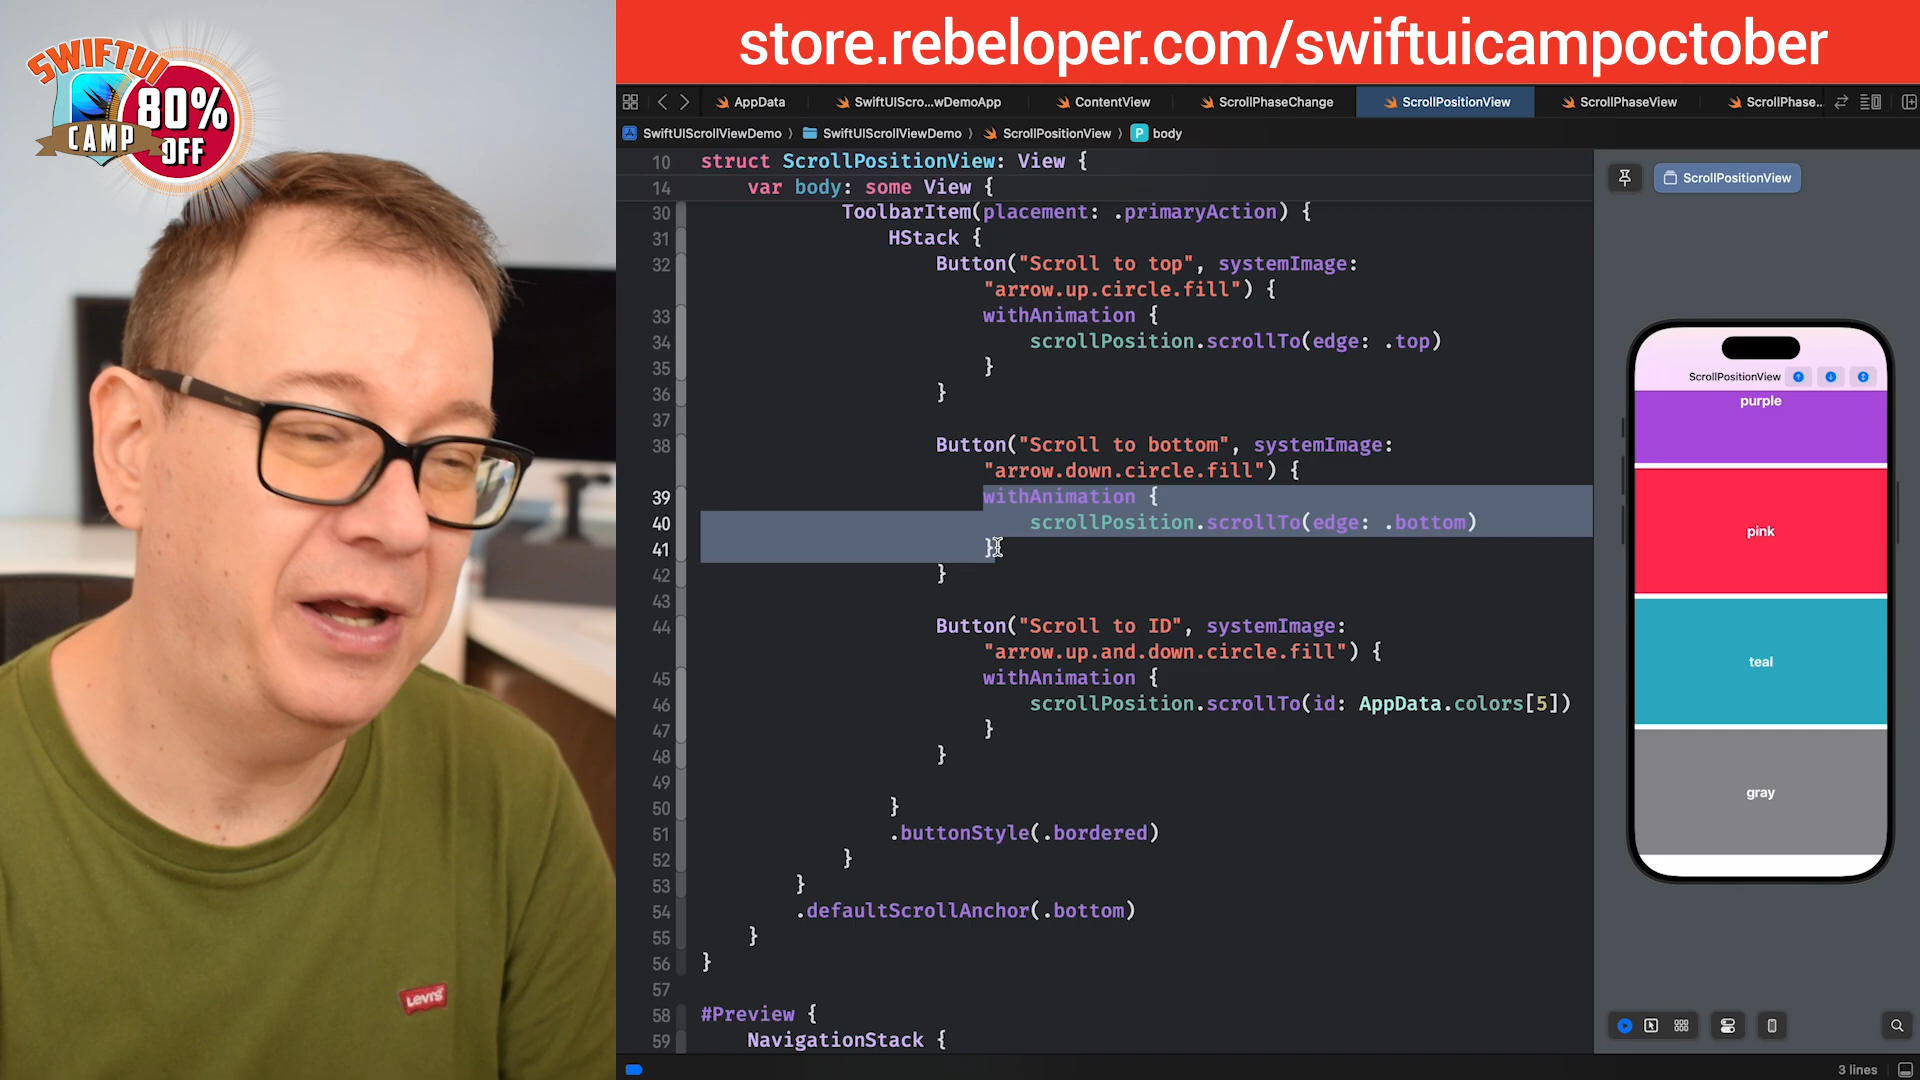 store.rebeloper.com/swiftuicampoctober
SWIFTUI
CAMP
80%
OFF
AppData
SwiftUIScro...wDemoApp
ContentView
ScrollPhaseChange
ScrollPositionView
ScrollPhaseView
ScrollPhase...
SwiftUIScrollViewDemo
SwiftUIScrollViewDemo
ScrollPositionView
P body
10 struct ScrollPositionView: View {
14 var body: some View {
30 ToolbarItem(placement: .primaryAction) {
31 HStack {
32 Button("Scroll to top", systemImage:
"arrow.up.circle.fill") {
33 withAnimation {
34 scrollPosition.scrollTo(edge: .top)
35 }
36 }
37
38 Button("Scroll to bottom", systemImage:
"arrow.down.circle.fill") {
39 withAnimation {
40 scrollPosition.scrollTo(edge: .bottom)
41 }
42 }
43
44 Button("Scroll to ID", systemImage:
"arrow.up.and.down.circle.fill") {
45 withAnimation {
46 scrollPosition.scrollTo(id: AppData.colors[5])
47 }
48 }
49
50 }
51 .buttonStyle(.bordered)
52 }
53 }
54 .defaultScrollAnchor(.bottom)
55 }
56 }
57
58 #Preview {
59 NavigationStack {
ScrollPositionView
ScrollPositionView
purple
pink
teal
gray
Levi's
3 lines